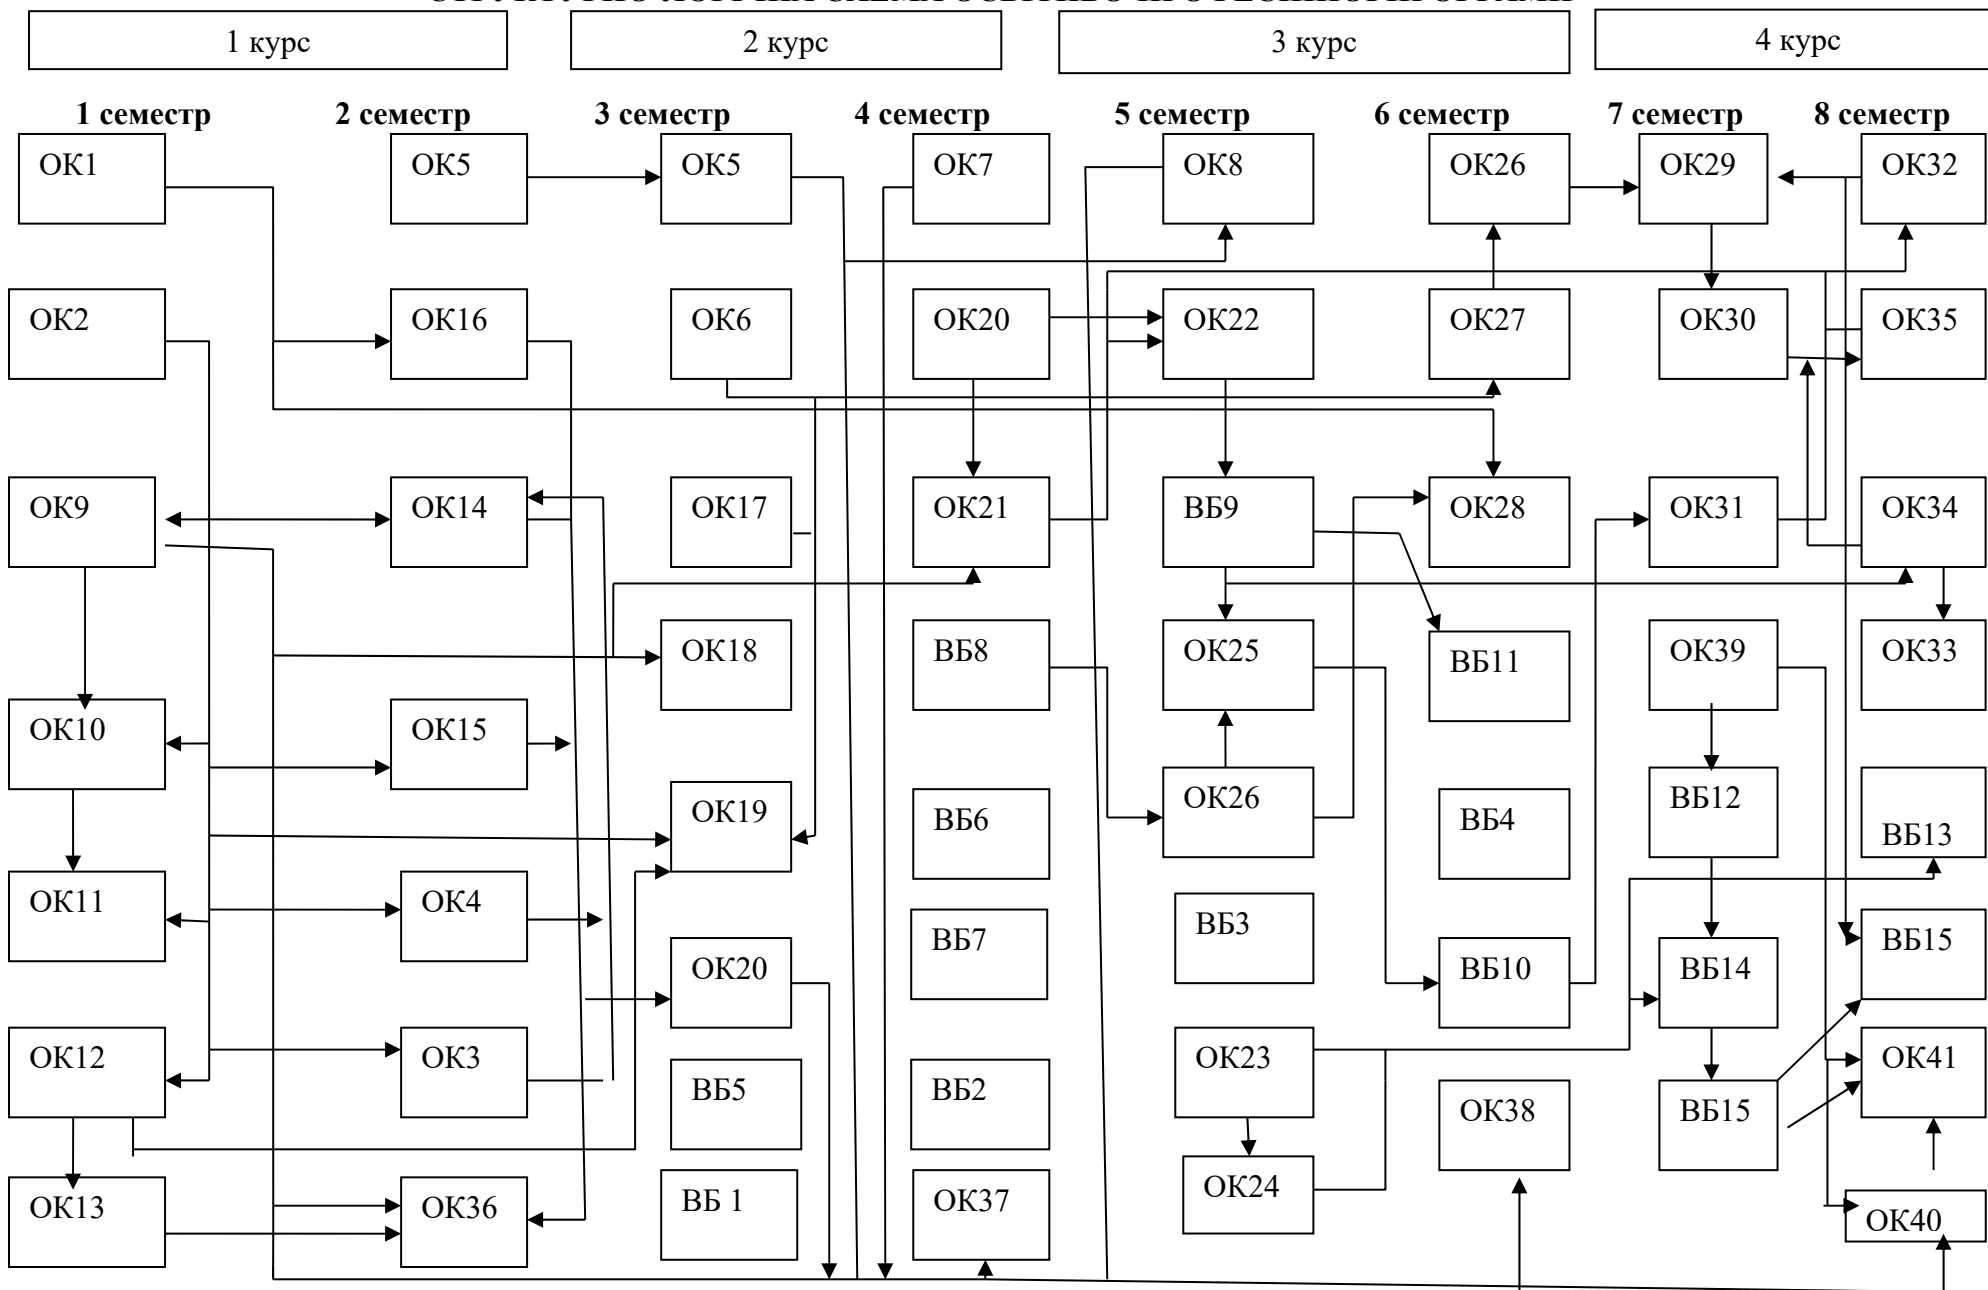 1 курс 2 курс 3 курс 4 курс
1 семестр 2 семестр 3 семестр 4 семестр 5 семестр 6 семестр 7 семестр 8 семестр
ОК1 ОК5 ОК5 ОК7 ОК8 ОК26 ОК29 ОК32
ОК2 ОК16 ОК6 ОК20 ОК22 ОК27 ОК30 ОК35
ОК9 ОК14 ОК17 ОК21 ВБ9 ОК28 ОК31 ОК34
ОК18 ВБ8 ОК25 ВБ11 ОК39 ОК33
ОК10 ОК15 ОК19 ВБ6 ОК26 ВБ4 ВБ12 ВБ13
ОК11 ОК4 ОК20 ВБ7 ВБ3 ВБ10 ВБ14 ВБ15
ОК12 ОК3 ВБ5 ВБ2 ОК23 ОК38 ВБ15 ОК41
ОК13 ОК36 ВБ 1 ОК37 ОК24 ОК40